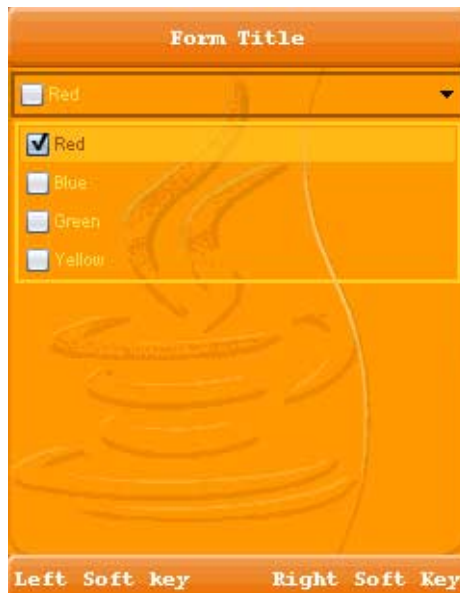 Form Title
Red
Red
Blue
Green
Yellow
Left Soft key Right Soft Key